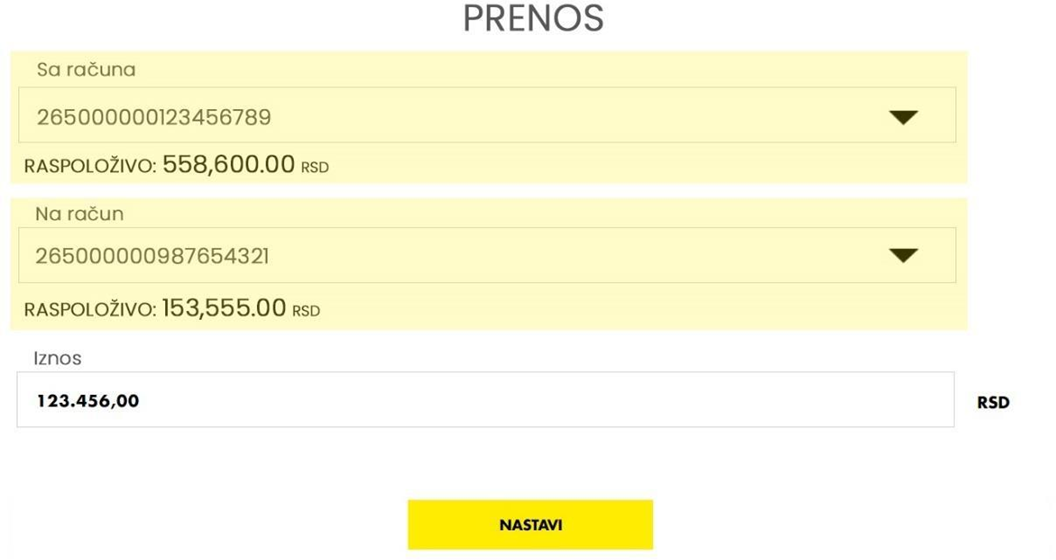 PRENOS
Sa računa
265000000123456789
RASPOLOŽIVO: 558,600.00 RSD
Na račun
265000000987654321
RASPOLOŽIVO: 153,555.00 RSD
Iznos
123.456,00 RSD
NASTAVI